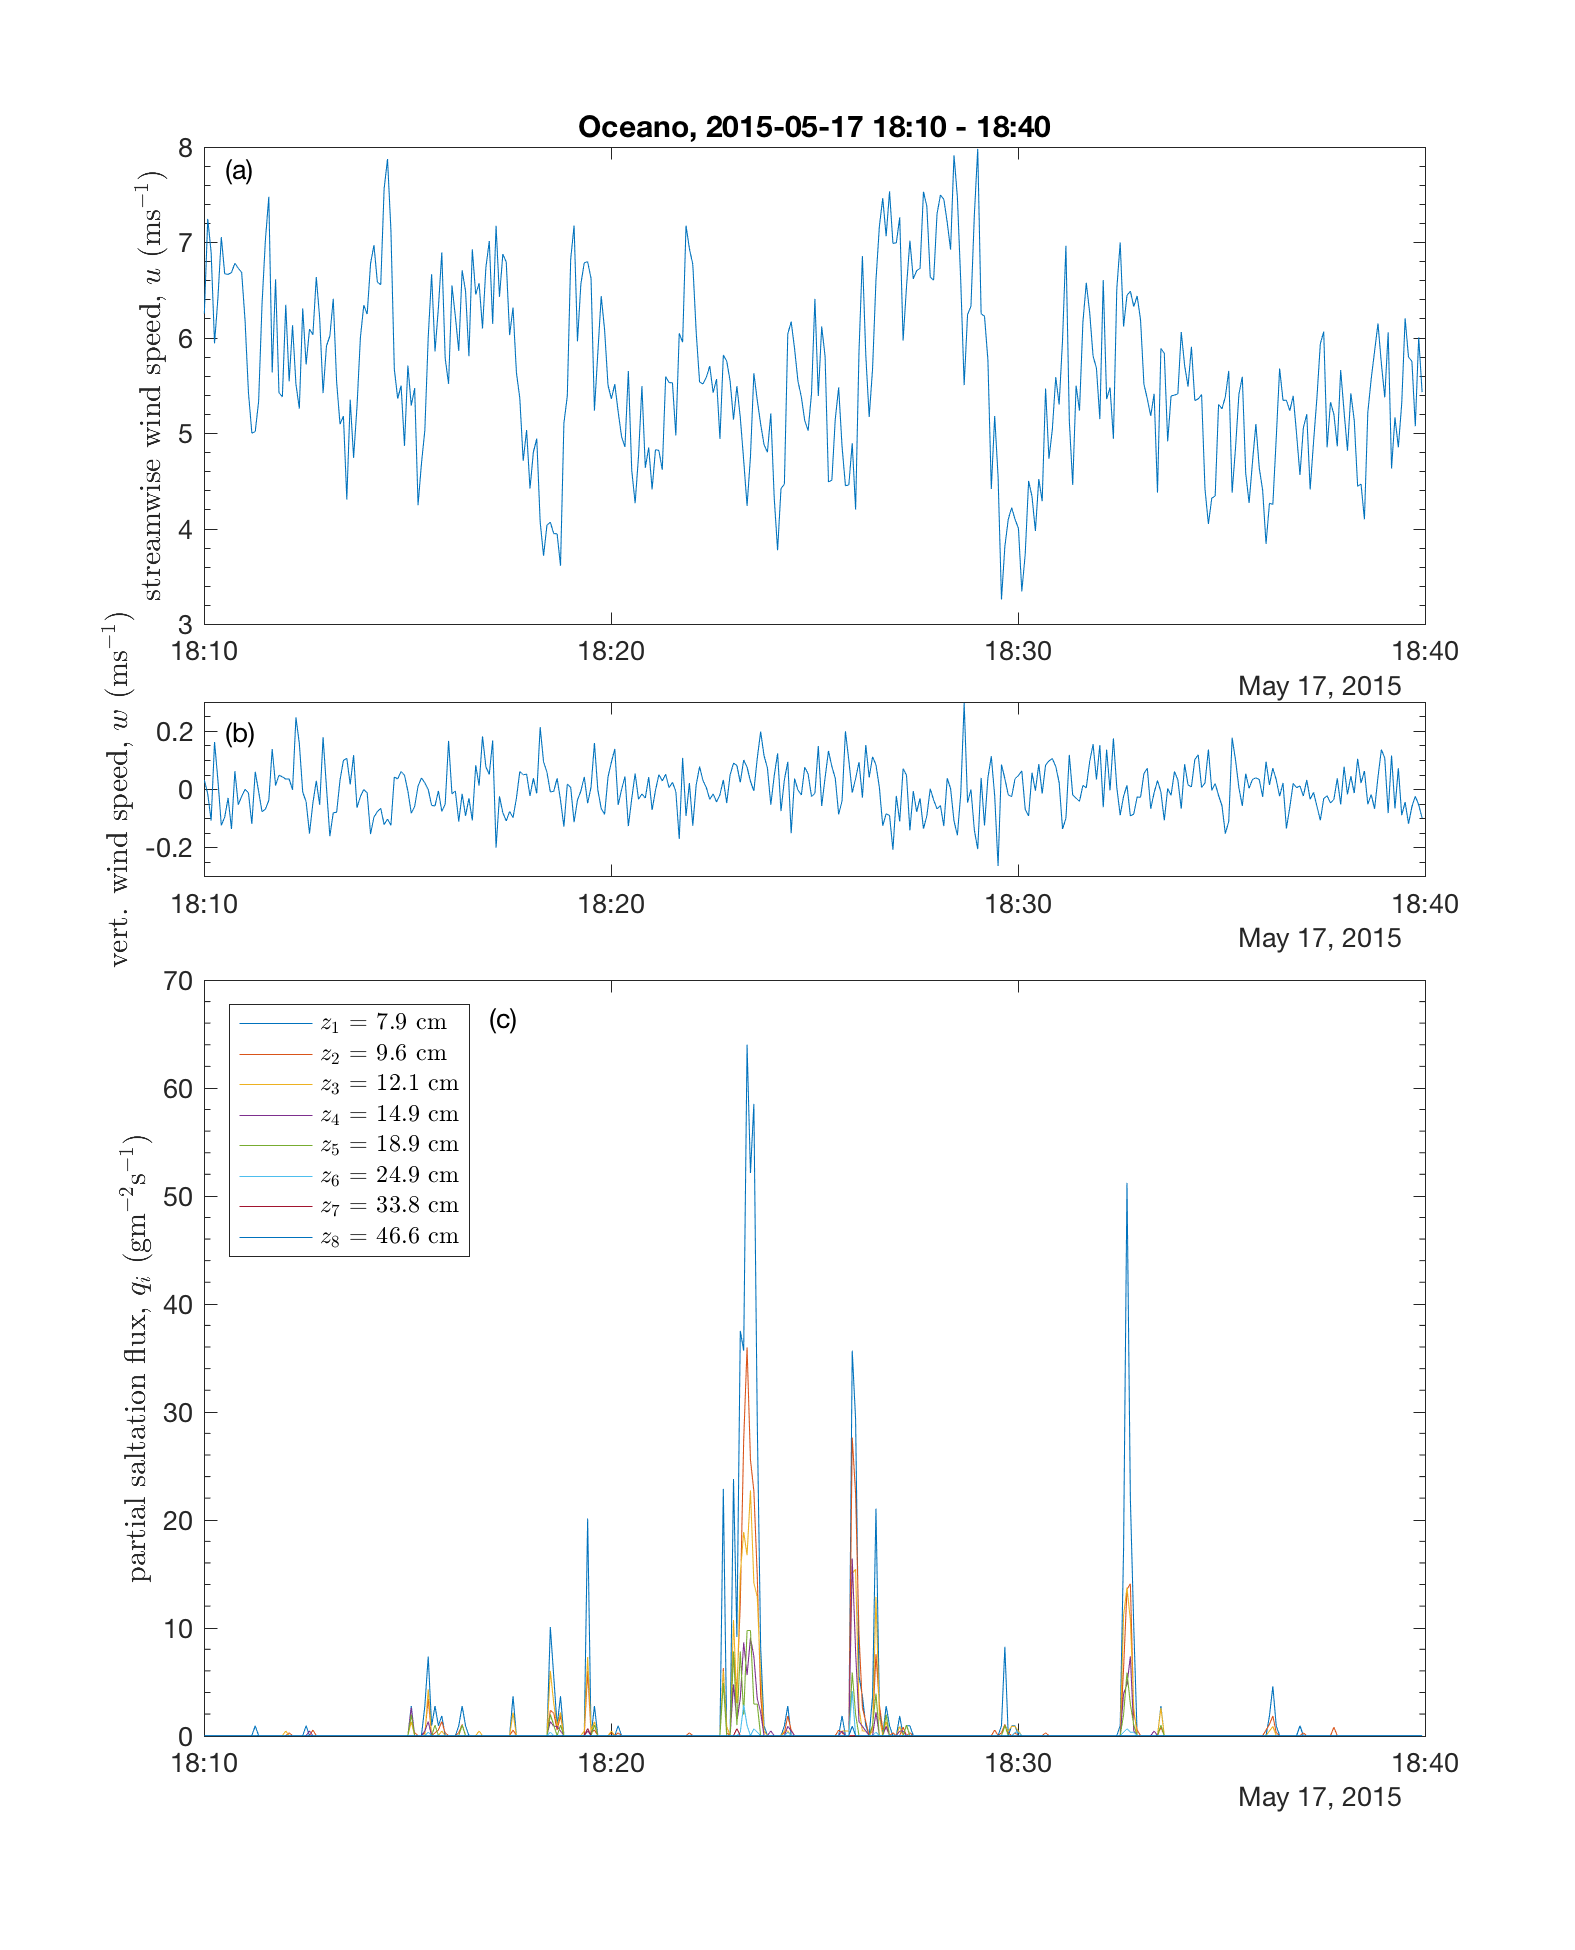 Oceano, 2015-05-17 18:10 - 18:40
(a)
streamwise wind speed, u (ms⁻¹)
8
7
6
5
4
3
18:10 18:20 18:30 18:40
May 17, 2015
(b)
vert. wind speed, w (ms⁻¹)
0.2
0
-0.2
18:10 18:20 18:30 18:40
May 17, 2015
(c)
partial saltation flux, qᵢ (gm⁻²s⁻¹)
70
60
50
40
30
20
10
0
z₁ = 7.9 cm
z₂ = 9.6 cm
z₃ = 12.1 cm
z₄ = 14.9 cm
z₅ = 18.9 cm
z₆ = 24.9 cm
z₇ = 33.8 cm
z₈ = 46.6 cm
18:10 18:20 18:30 18:40
May 17, 2015